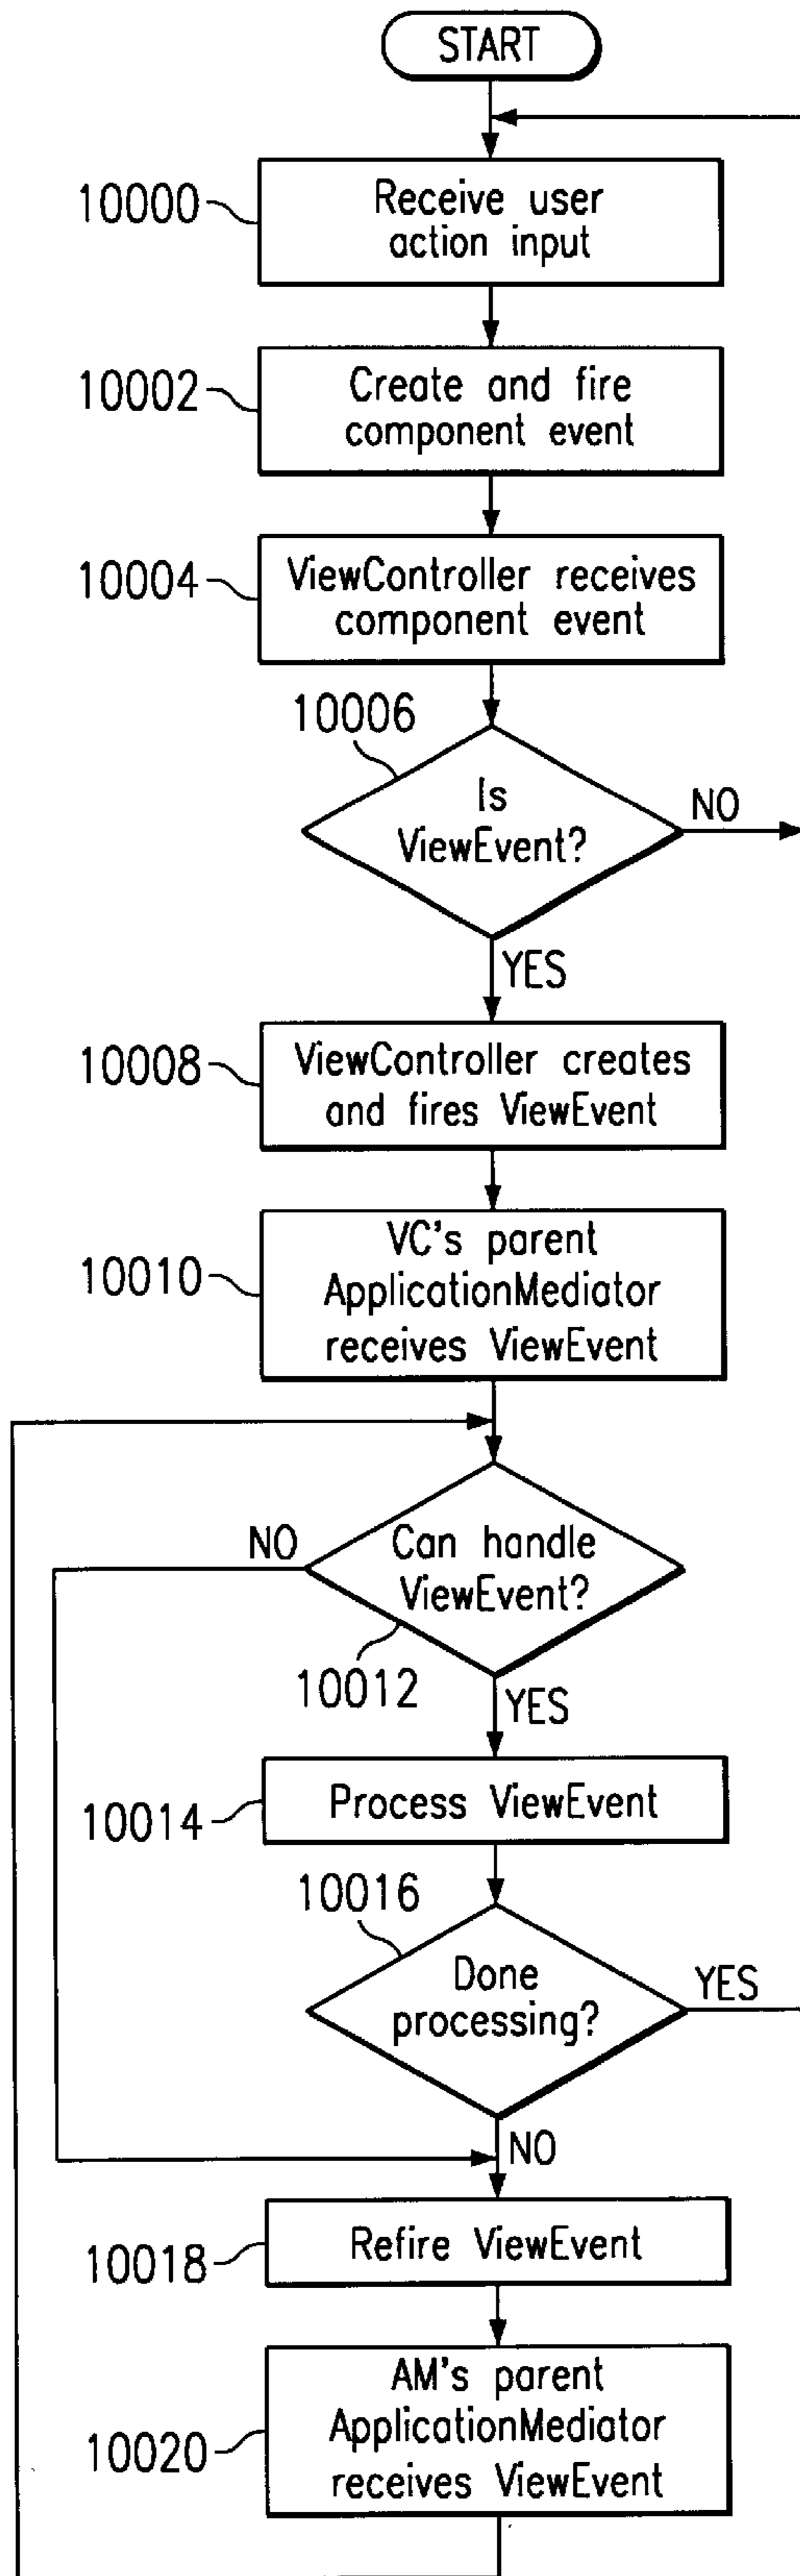 START
10000
Receive user
action input
10002
Create and fire
component event
10004
ViewController receives
component event
10006
Is
ViewEvent?
NO
YES
10008
ViewController creates
and fires ViewEvent
10010
VC's parent
ApplicationMediator
receives ViewEvent
NO
Can handle
ViewEvent?
10012
YES
10014
Process ViewEvent
10016
Done
processing?
YES
NO
10018
Refire ViewEvent
10020
AM's parent
ApplicationMediator
receives ViewEvent